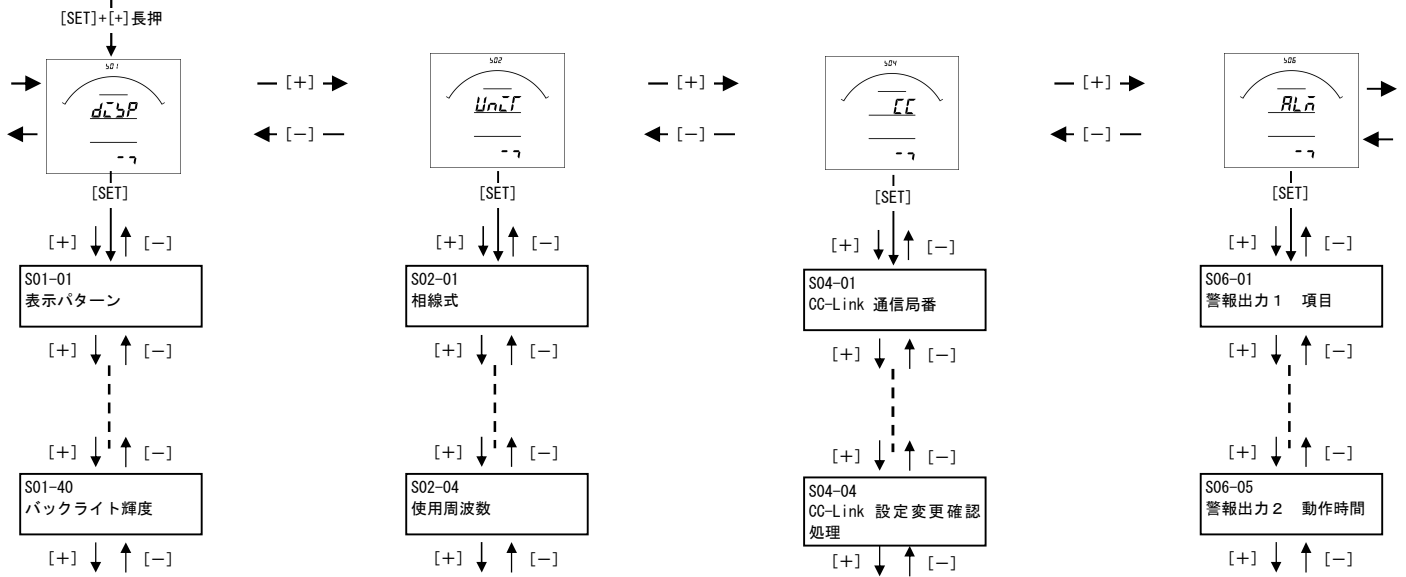 [SET]+[+]長押
S01
S02
S04
S06
dISP
UnIT
CC
ALm
[+]
[+]
[+]
[−]
[−]
[−]
[SET]
[SET]
[SET]
[SET]
[+] [−]
[+] [−]
[+] [−]
[+] [−]
S01-01
表示パターン
S02-01
相線式
S04-01
CC-Link 通信局番
S06-01
警報出力1 項目
[+] [−]
[+] [−]
[+] [−]
[+] [−]
[+] [−]
[+] [−]
[+] [−]
[+] [−]
S01-40
バックライト輝度
S02-04
使用周波数
S04-04
CC-Link 設定変更確認
処理
S06-05
警報出力2 動作時間
[+] [−]
[+] [−]
[+] [−]
[+] [−]